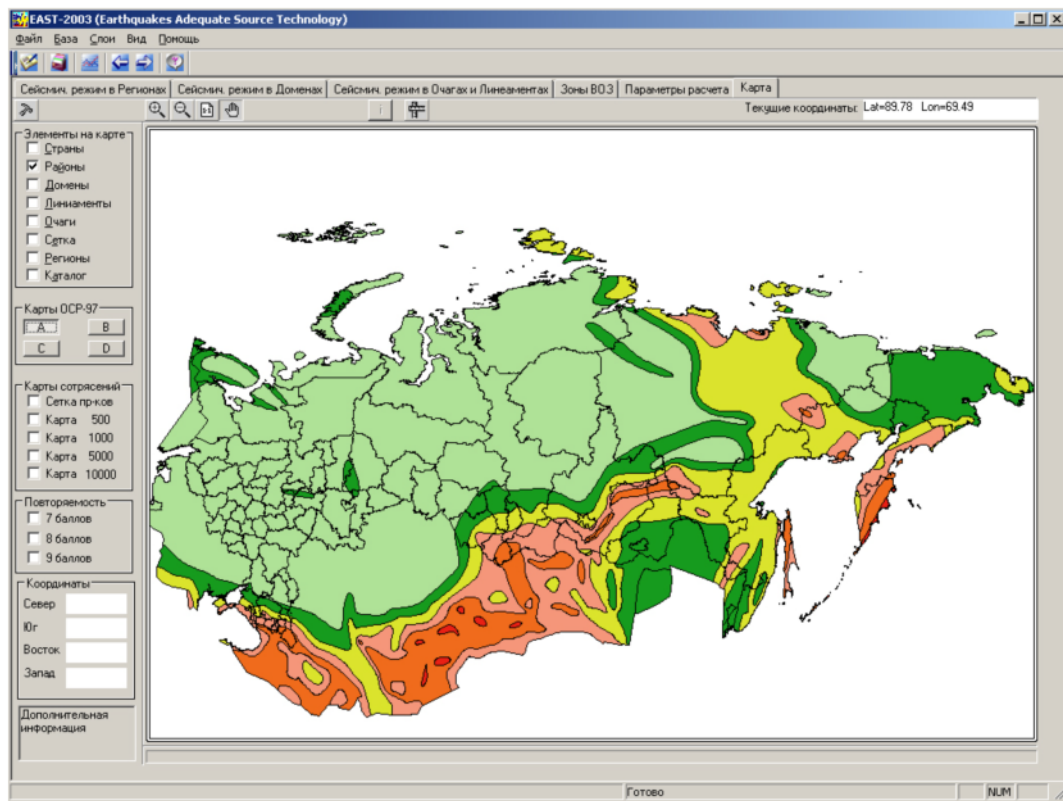 EAST-2003 (Earthquakes Adequate Source Technology)
Файл База Слои Вид Помощь
Сейсмич. режим в Регионах Сейсмич. режим в Доменах Сейсмич. режим в Очагах и Линеаментах Зоны ВОЗ Параметры расчета Карта
Текущие координаты: Lat=89.78 Lon=69.49
Элементы на карте
Страны
Районы
Домены
Линиаменты
Очаги
Сетка
Регионы
Каталог
Карты ОСР-97
A B
C D
Карты сотрясений
Сетка пр-ков
Карта 500
Карта 1000
Карта 5000
Карта 10000
Повторяемость
7 баллов
8 баллов
9 баллов
Координаты
Север
Юг
Восток
Запад
Дополнительная
информация
Готово NUM